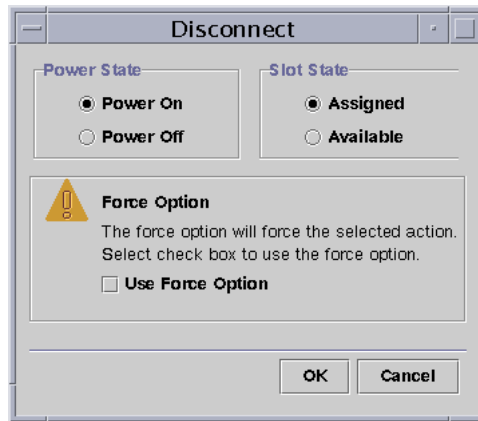 Disconnect
Power State
Power On
Power Off
Slot State
Assigned
Available
Force Option
The force option will force the selected action.
Select check box to use the force option.
Use Force Option
OK
Cancel